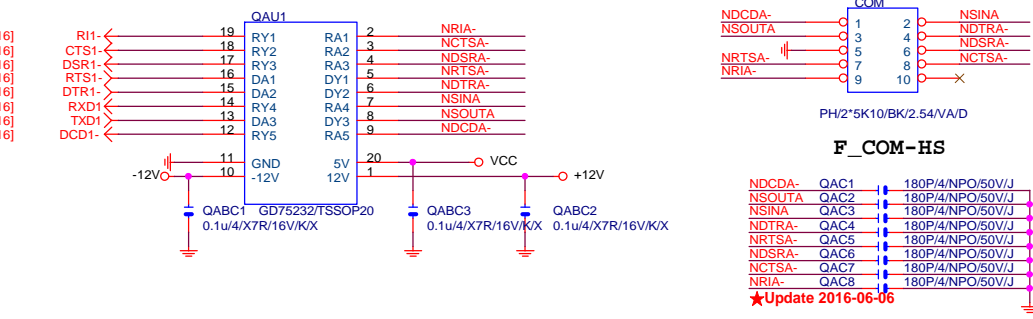 QAU1
16] RI1- 19 RY1 RA1 2 NRIA-
16] CTS1- 18 RY2 RA2 3 NCTSA-
16] DSR1- 17 RY3 RA3 4 NDSRA-
16] RTS1- 16 DA1 DY1 5 NRTSA-
16] DTR1- 15 DA2 DY2 6 NDTRA-
16] RXD1 14 RY4 RA4 7 NSINA
16] TXD1 13 DA3 DY3 8 NSOUTA
16] DCD1- 12 RY5 RA5 9 NDCDA-
11 GND 5V 20 VCC
-12V 10 -12V 12V 1 +12V
QABC1 GD75232/TSSOP20 QABC3 QABC2
0.1u/4/X7R/16V/K/X 0.1u/4/X7R/16V/K/X 0.1u/4/X7R/16V/K/X
COM
NDCDA- 1 2 NSINA
NSOUTA 3 4 NDTRA-
5 6 NDSRA-
NRTSA- 7 8 NCTSA-
NRIA- 9 10
PH/2*5K10/BK/2.54/VA/D
F_COM-HS
NDCDA- QAC1 180P/4/NPO/50V/J
NSOUTA QAC2 180P/4/NPO/50V/J
NSINA QAC3 180P/4/NPO/50V/J
NDTRA- QAC4 180P/4/NPO/50V/J
NRTSA- QAC5 180P/4/NPO/50V/J
NDSRA- QAC6 180P/4/NPO/50V/J
NCTSA- QAC7 180P/4/NPO/50V/J
NRIA- QAC8 180P/4/NPO/50V/J
★Update 2016-06-06